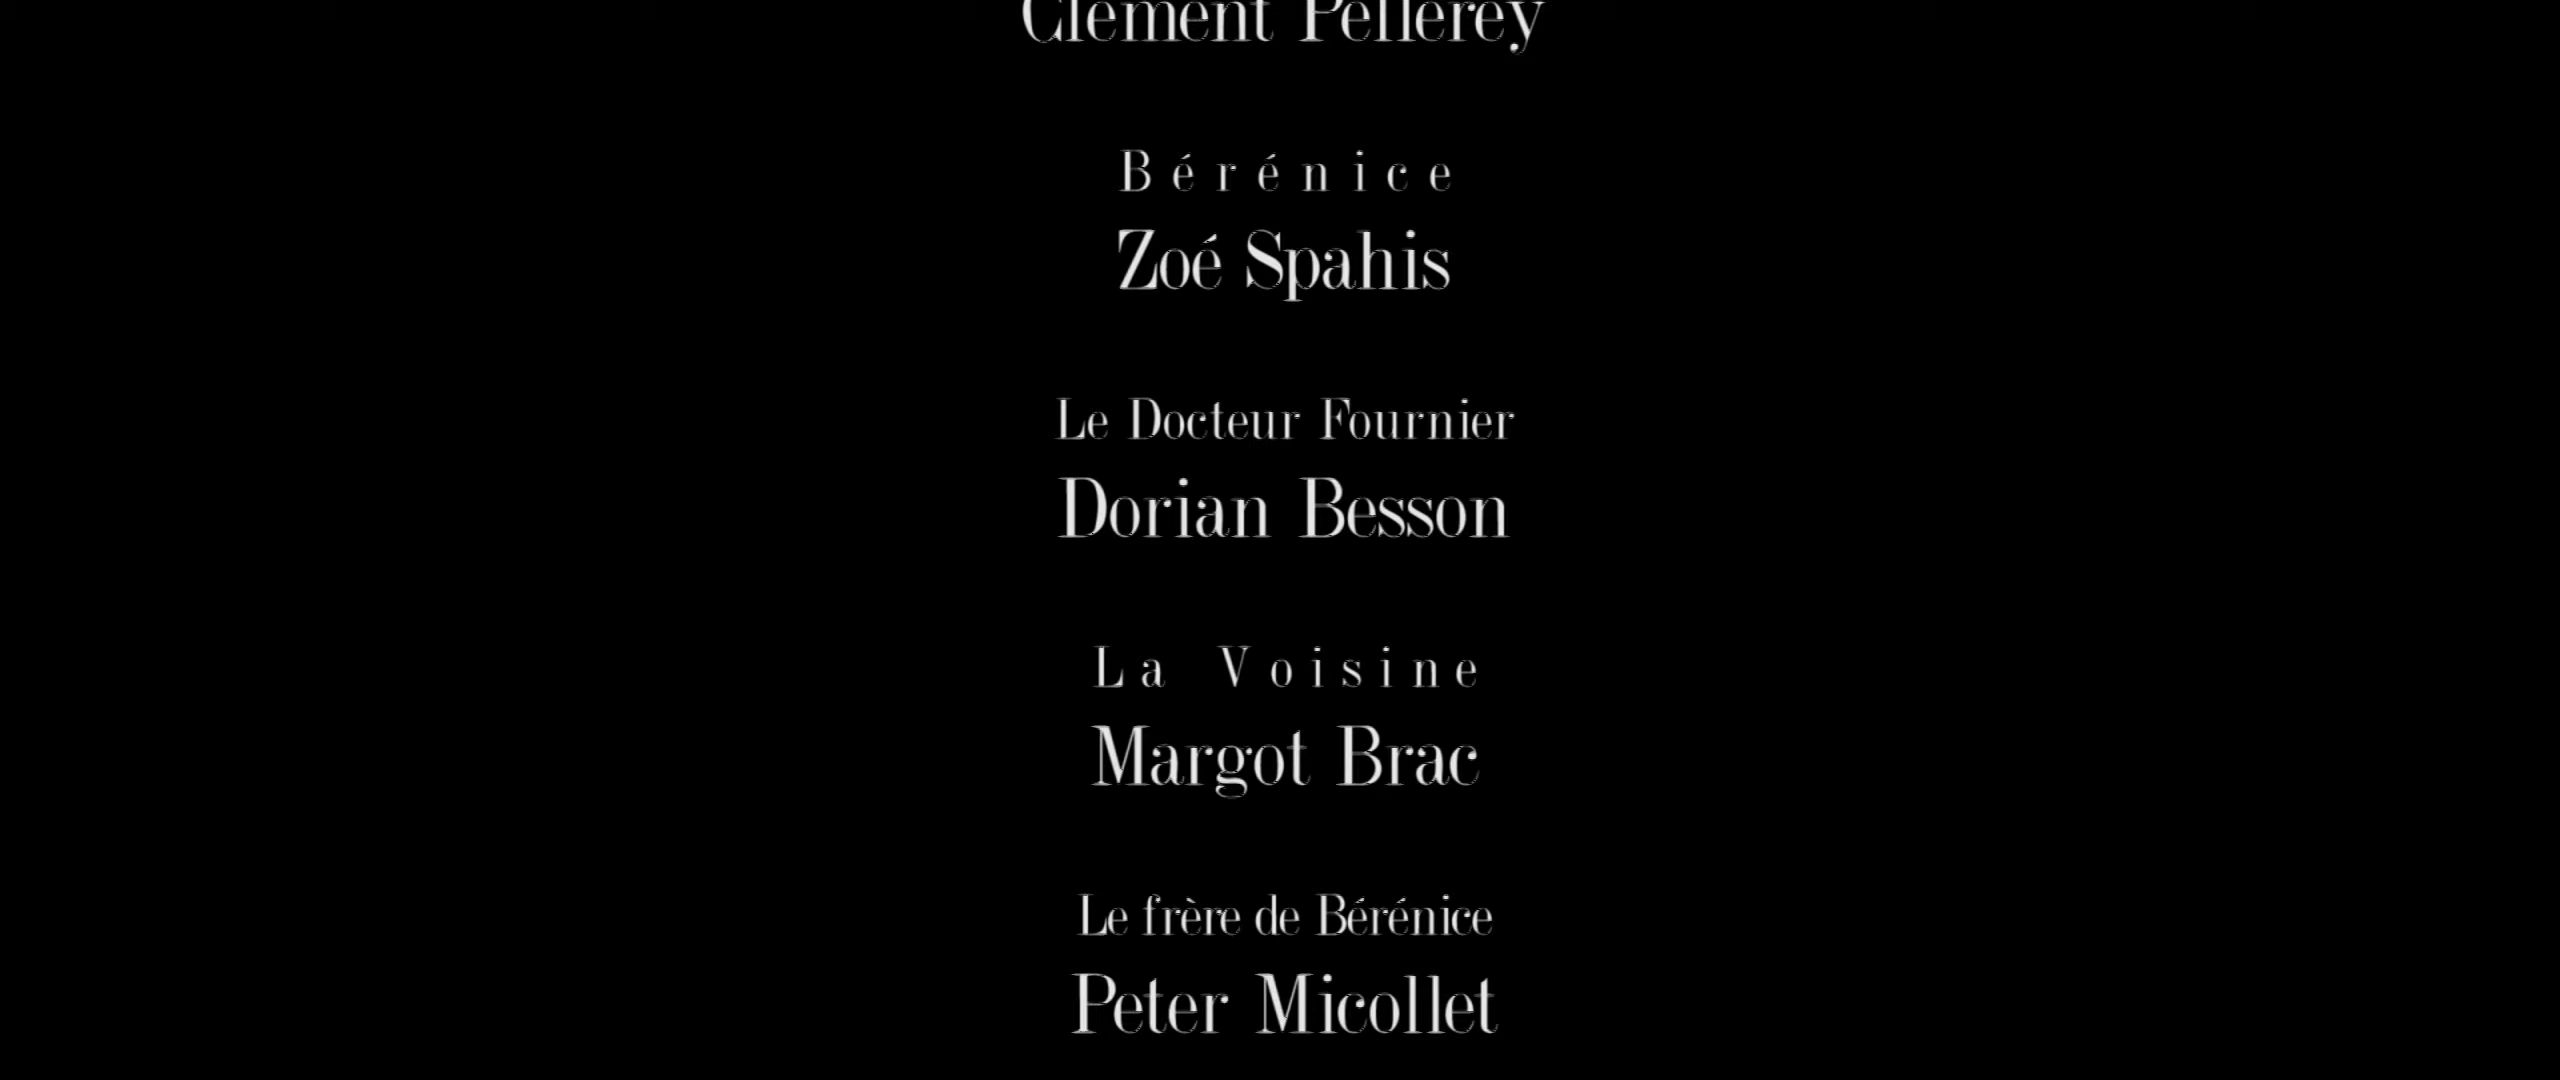 Clément Pellerey
Bérénice
Zoé Spahis
Le Docteur Fournier
Dorian Besson
La Voisine
Margot Brac
Le frère de Bérénice
Peter Micollet